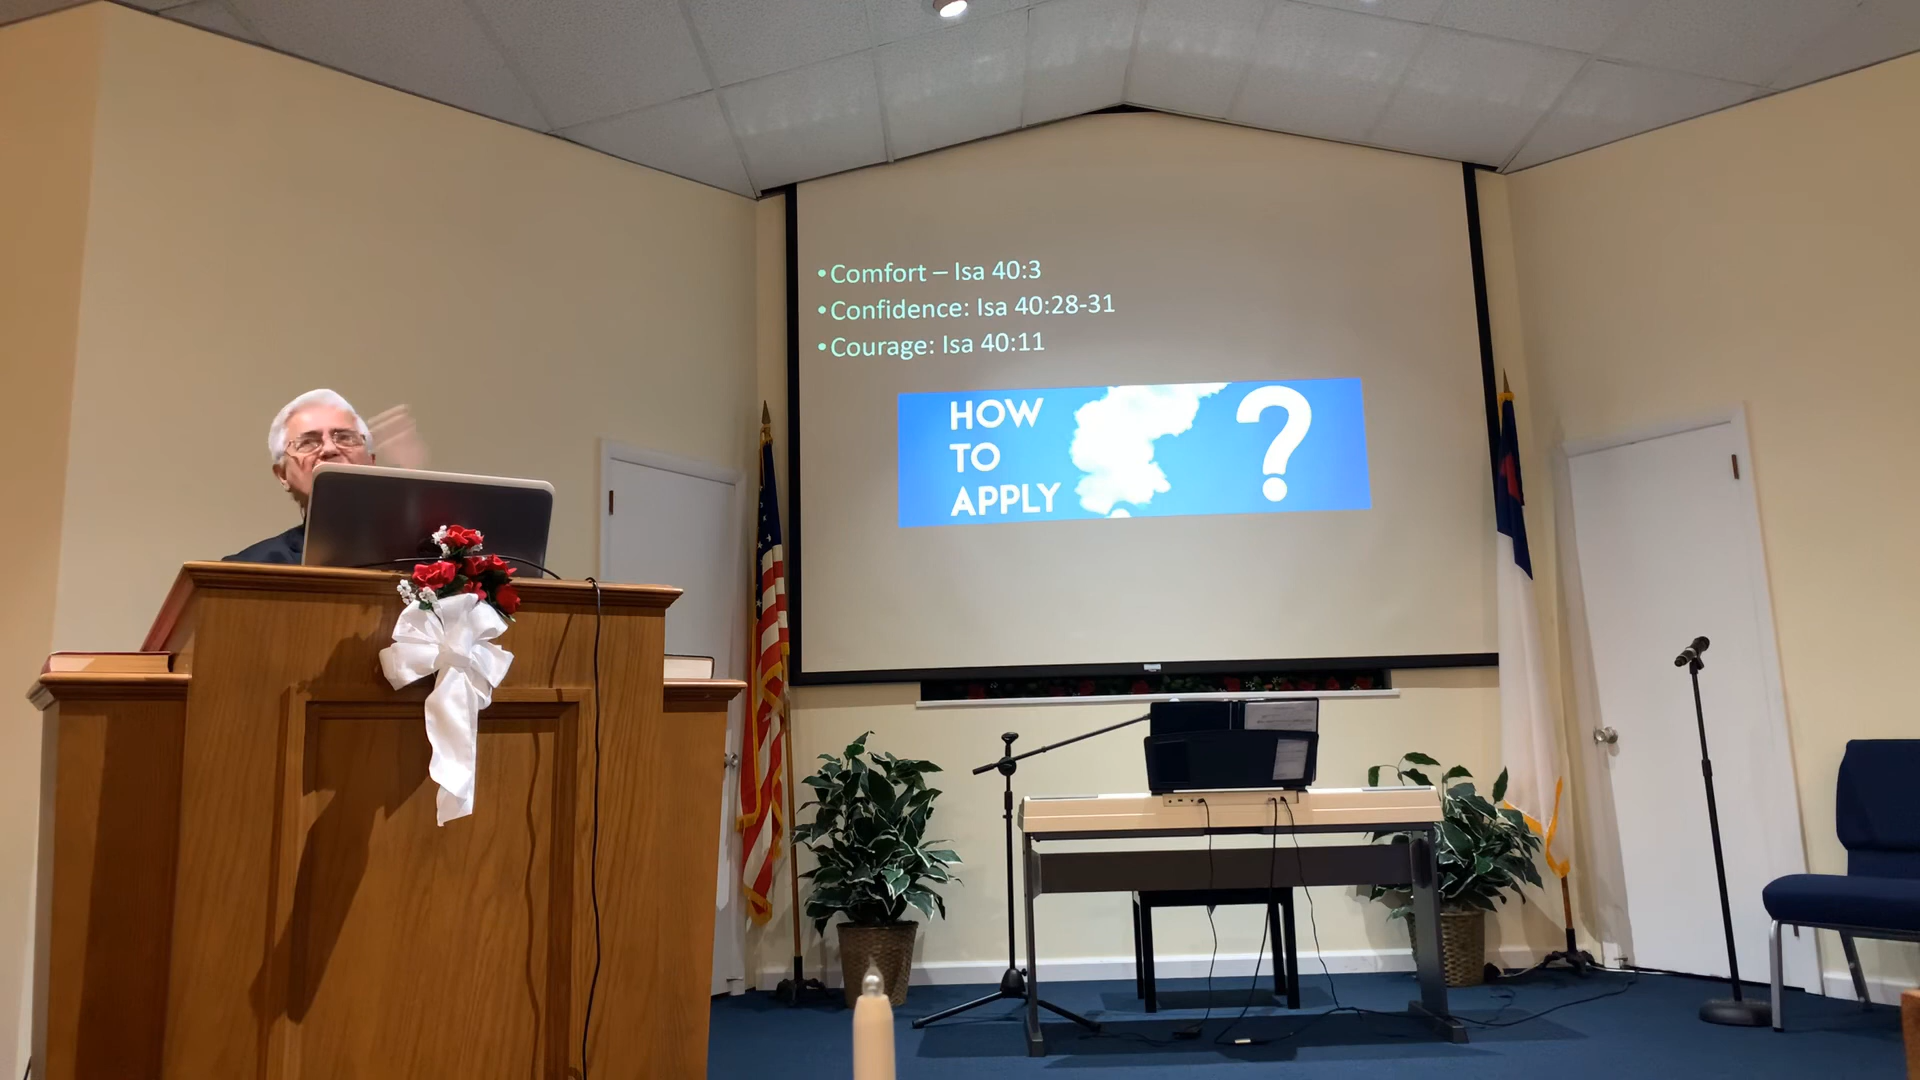 •Comfort – Isa 40:3
•Confidence: Isa 40:28-31
•Courage: Isa 40:11
HOW
TO
APPLY
?